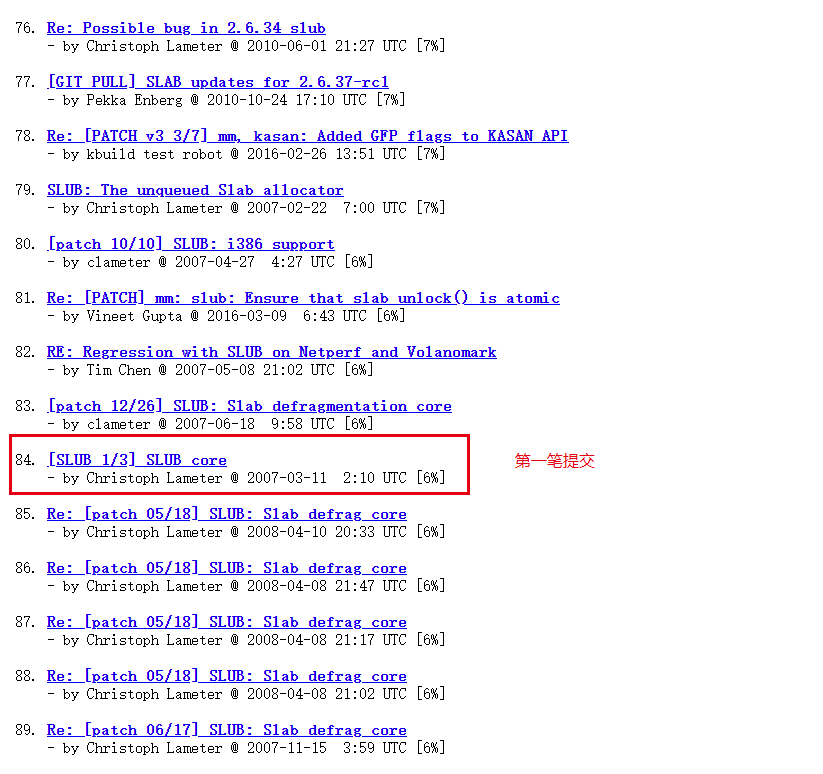 76. Re: Possible bug in 2.6.34 slub
- by Christoph Lameter @ 2010-06-01 21:27 UTC [7%]
77. [GIT PULL] SLAB updates for 2.6.37-rc1
- by Pekka Enberg @ 2010-10-24 17:10 UTC [7%]
78. Re: [PATCH v3 3/7] mm, kasan: Added GFP flags to KASAN API
- by kbuild test robot @ 2016-02-26 13:51 UTC [7%]
79. SLUB: The unqueued Slab allocator
- by Christoph Lameter @ 2007-02-22  7:00 UTC [7%]
80. [patch 10/10] SLUB: i386 support
- by clameter @ 2007-04-27  4:27 UTC [6%]
81. Re: [PATCH] mm: slub: Ensure that slab_unlock() is atomic
- by Vineet Gupta @ 2016-03-09  6:43 UTC [6%]
82. RE: Regression with SLUB on Netperf and Volanomark
- by Tim Chen @ 2007-05-08 21:02 UTC [6%]
83. [patch 12/26] SLUB: Slab defragmentation core
- by clameter @ 2007-06-18  9:58 UTC [6%]
84. [SLUB 1/3] SLUB core
- by Christoph Lameter @ 2007-03-11  2:10 UTC [6%]
第一笔提交
85. Re: [patch 05/18] SLUB: Slab defrag core
- by Christoph Lameter @ 2008-04-10 20:33 UTC [6%]
86. Re: [patch 05/18] SLUB: Slab defrag core
- by Christoph Lameter @ 2008-04-08 21:47 UTC [6%]
87. Re: [patch 05/18] SLUB: Slab defrag core
- by Christoph Lameter @ 2008-04-08 21:17 UTC [6%]
88. Re: [patch 05/18] SLUB: Slab defrag core
- by Christoph Lameter @ 2008-04-08 21:02 UTC [6%]
89. Re: [patch 06/17] SLUB: Slab defrag core
- by Christoph Lameter @ 2007-11-15  3:59 UTC [6%]